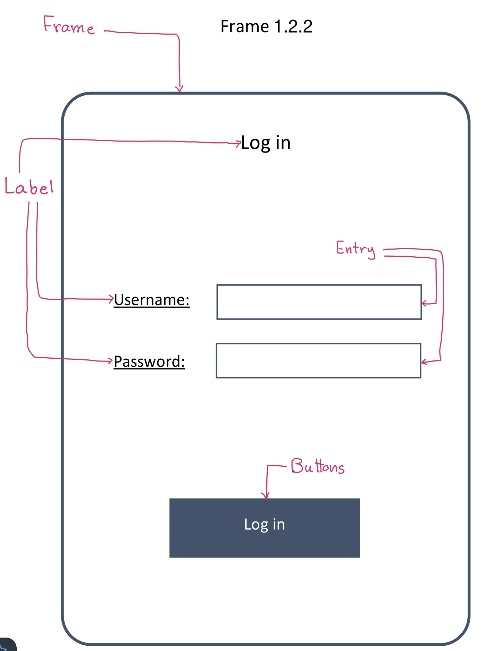 Frame
Frame 1.2.2
Log in
Label
Entry
Username:
Password:
Buttons
Log in